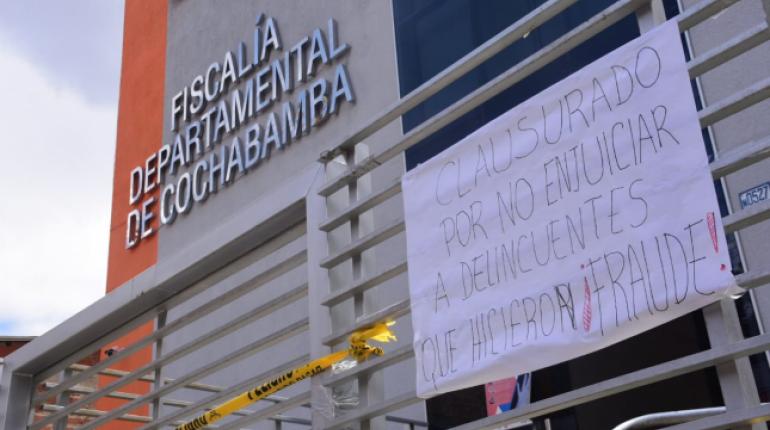 FISCALÍA
DEPARTAMENTAL
DE COCHABAMBA
CLAUSURADO
POR NO ENJUICIAR
A DELINCUENTES
QUE HICIERON ¡FRAUDE!